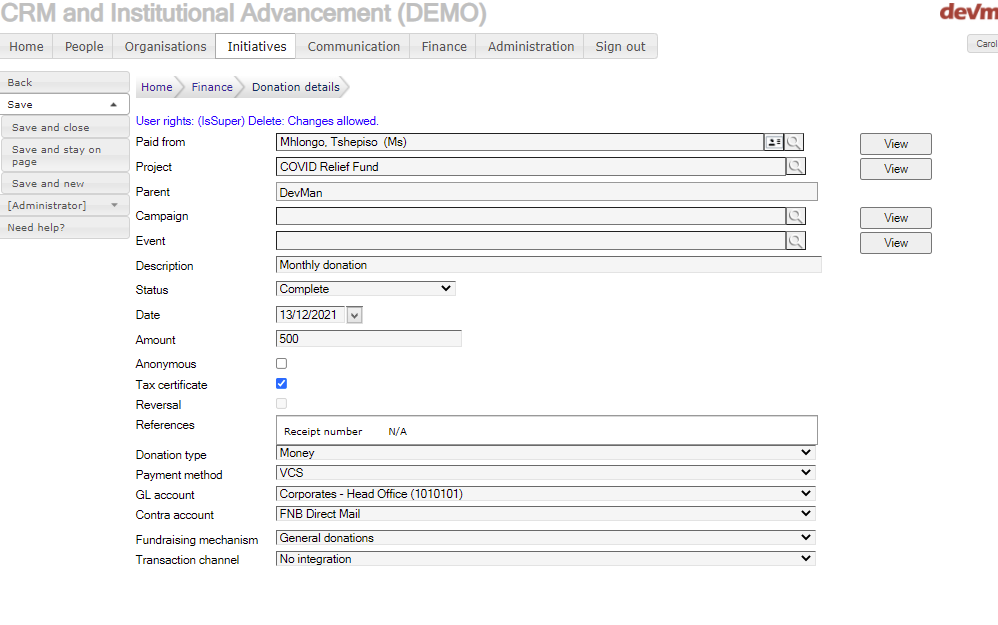 CRM and Institutional Advancement (DEMO)
devm
Home People Organisations Initiatives Communication Finance Administration Sign out
Carol
Back
Save
Save and close
Save and stay on page
Save and new
[Administrator]
Need help?
Home Finance Donation details
User rights: (IsSuper) Delete: Changes allowed.
Paid from Mhlongo, Tshepiso (Ms) View
Project COVID Relief Fund View
Parent DevMan
Campaign View
Event View
Description Monthly donation
Status Complete
Date 13/12/2021
Amount 500
Anonymous
Tax certificate
Reversal
References
Receipt number N/A
Donation type Money
Payment method VCS
GL account Corporates - Head Office (1010101)
Contra account FNB Direct Mail
Fundraising mechanism General donations
Transaction channel No integration